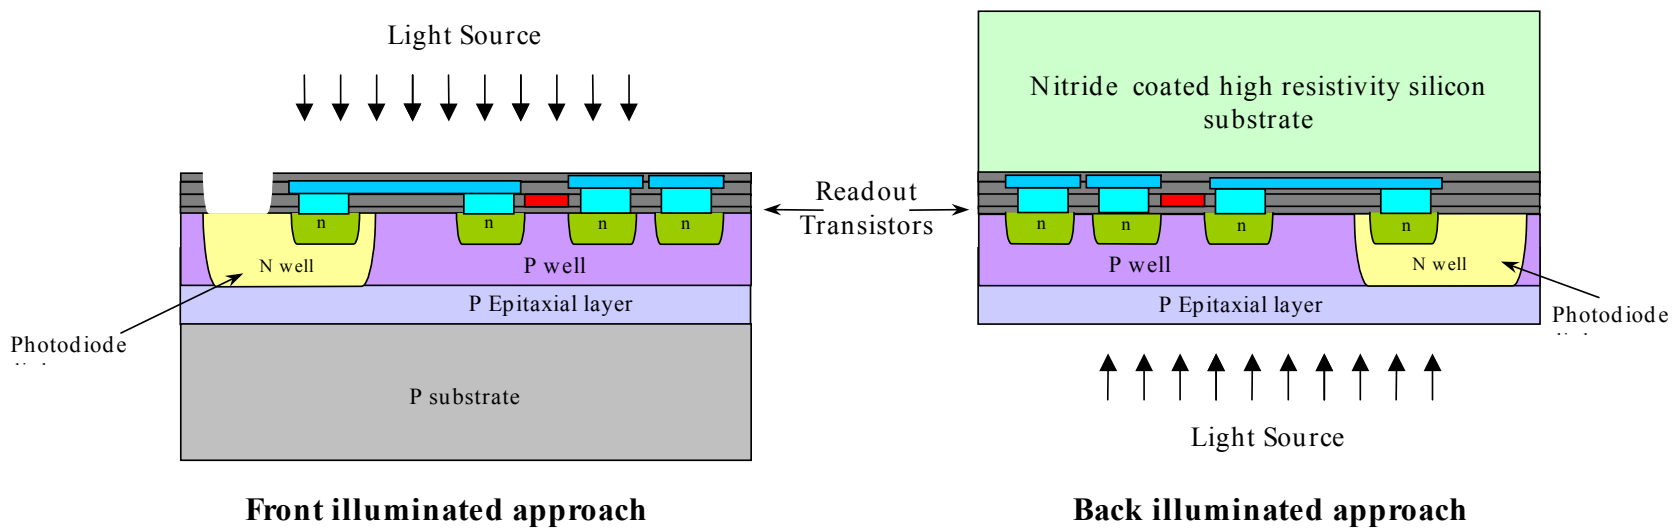 Light Source
Nitride coated high resistivity silicon
substrate
Readout
Transistors
n
n
n
n
N well
P well
P Epitaxial layer
P substrate
Photodiode
n
n
n
n
P well
N well
P Epitaxial layer
Photodiode
Light Source
Front illuminated approach
Back illuminated approach